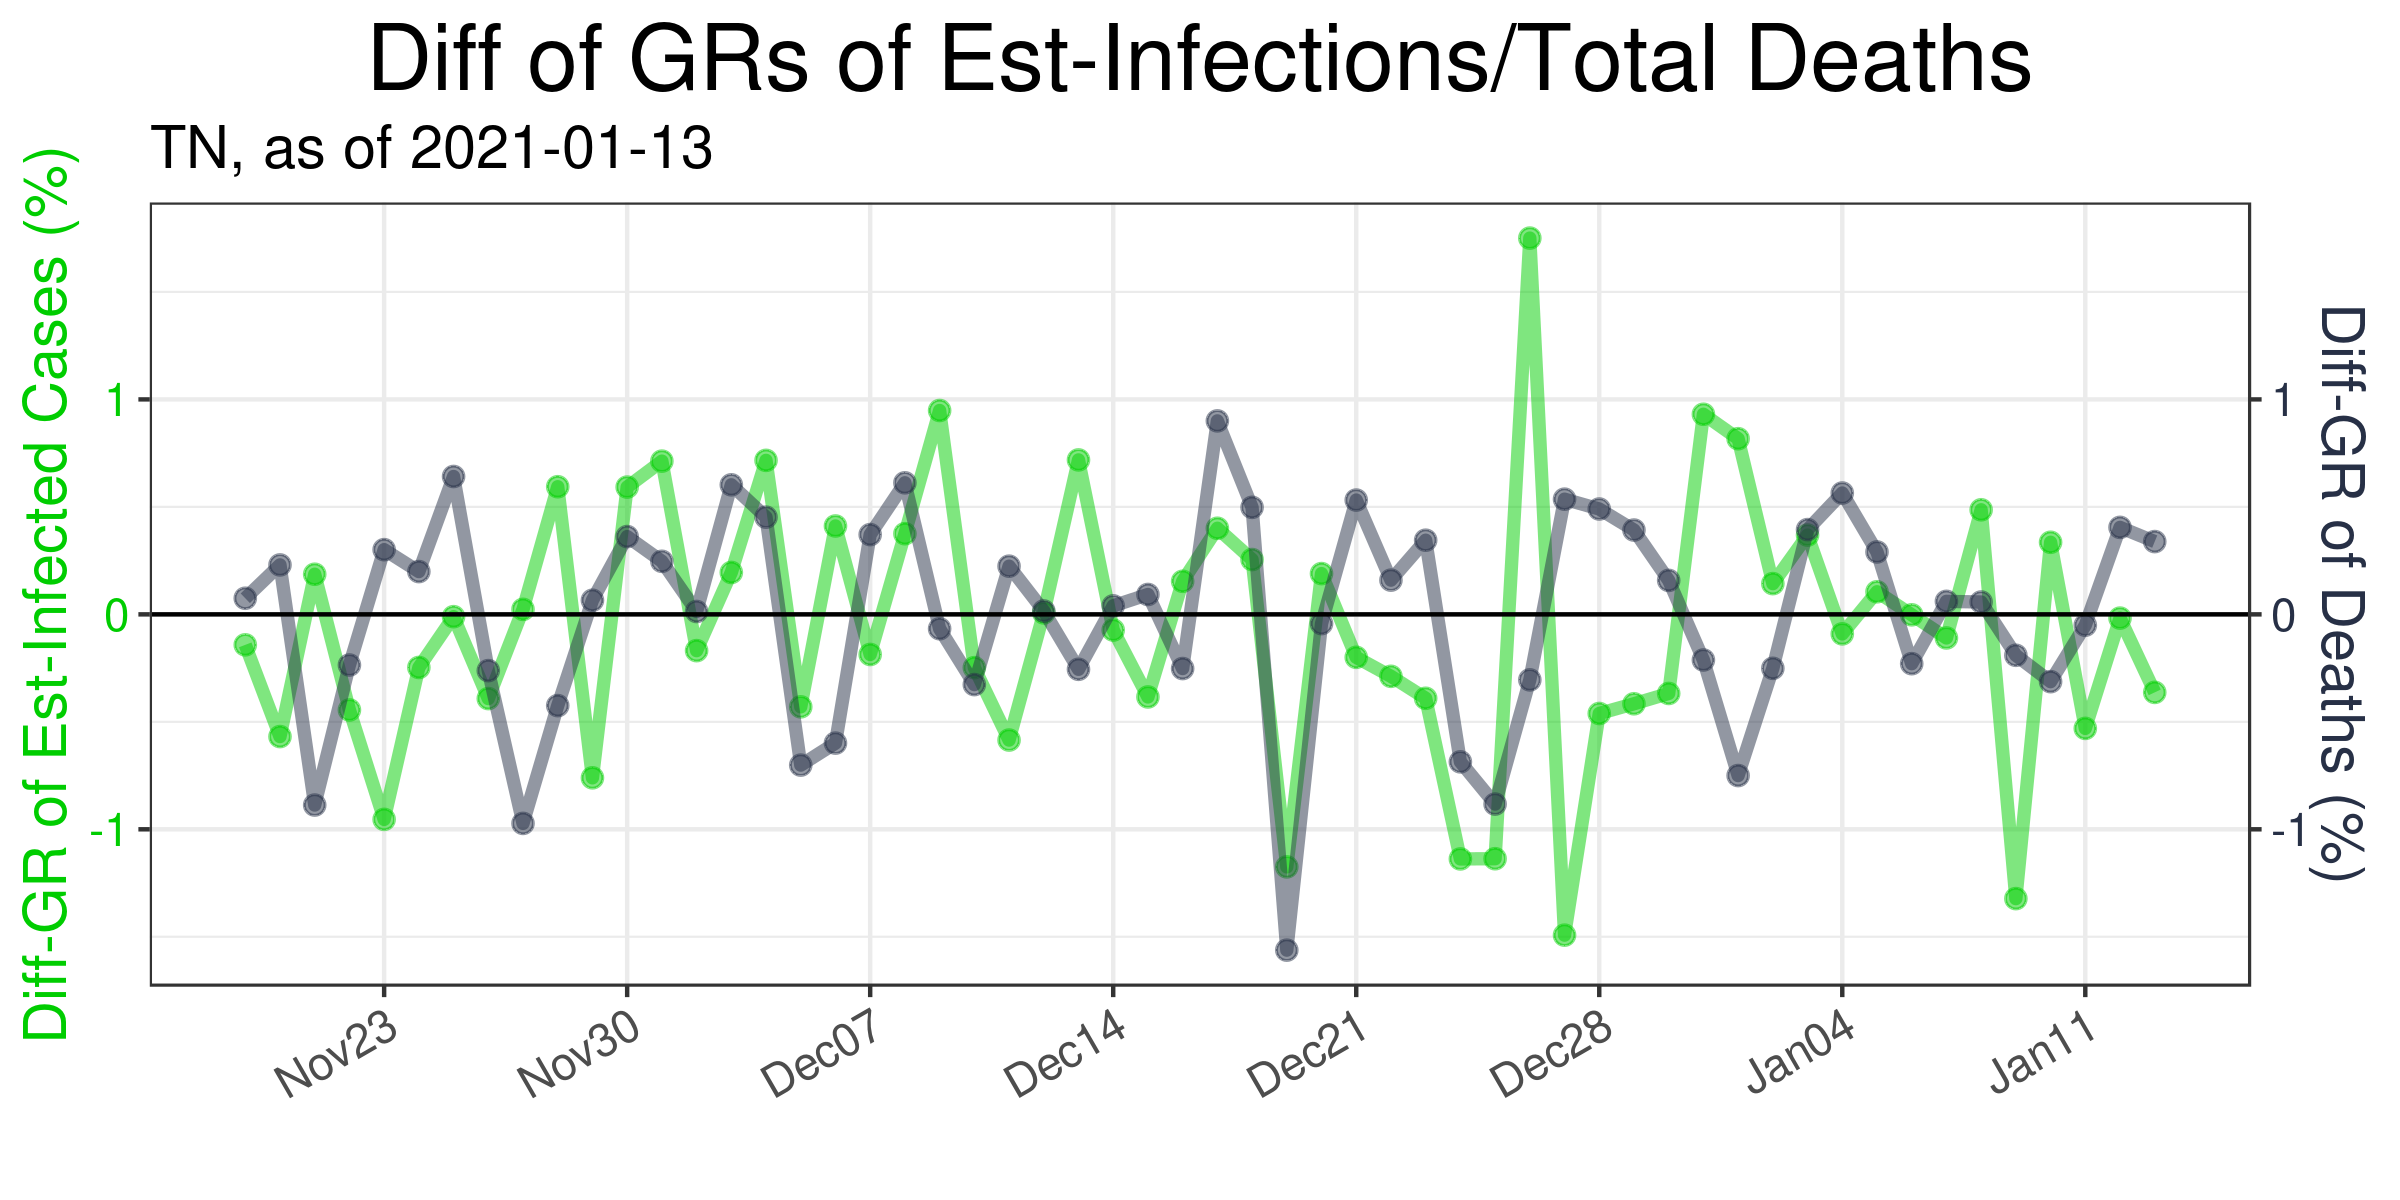 Diff of GRs of Est-Infections/Total Deaths
TN, as of 2021-01-13
Diff-GR of Est-Infected Cases (%)
1
0
-1
1
0
-1
Diff-GR of Deaths (%)
Nov23
Nov30
Dec07
Dec14
Dec21
Dec28
Jan04
Jan11